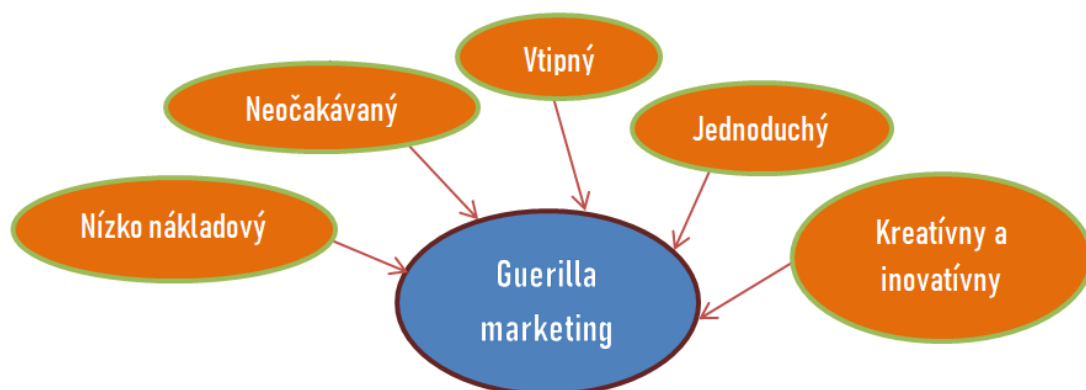 Vtipný
Neočakávaný
Jednoduchý
Nízko nákladový
Kreatívny a
inovatívny
Guerilla
marketing